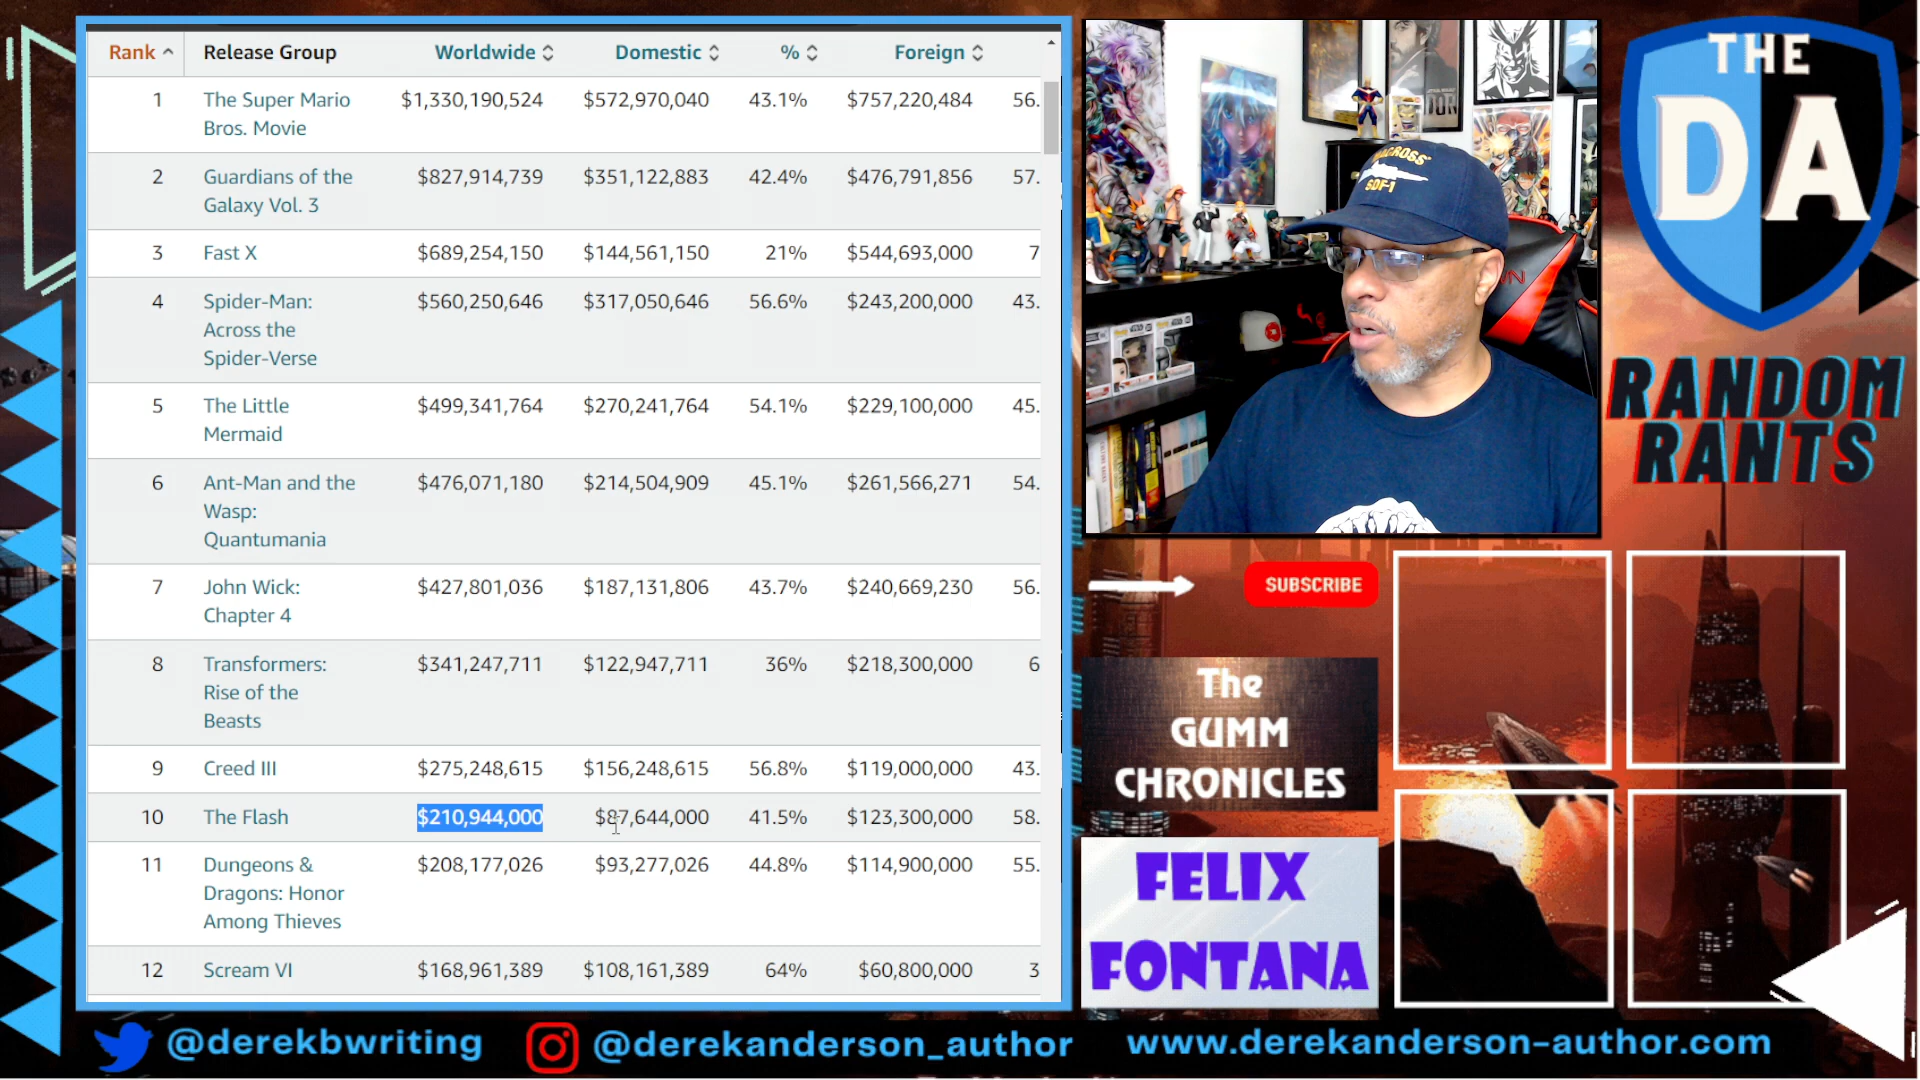 Rank Release Group Worldwide Domestic % Foreign
1 The Super Mario $1,330,190,524 $572,970,040 43.1% $757,220,484 56.
Bros. Movie
2 Guardians of the $827,914,739 $351,122,883 42.4% $476,791,856 57.
Galaxy Vol. 3
3 Fast X $689,254,150 $144,561,150 21% $544,693,000 7
4 Spider-Man: $560,250,646 $317,050,646 56.6% $243,200,000 43.
Across the
Spider-Verse
5 The Little $499,341,764 $270,241,764 54.1% $229,100,000 45.
Mermaid
6 Ant-Man and the $476,071,180 $214,504,909 45.1% $261,566,271 54.
Wasp:
Quantumania
7 John Wick: $427,801,036 $187,131,806 43.7% $240,669,230 56.
Chapter 4
8 Transformers: $341,247,711 $122,947,711 36% $218,300,000 6
Rise of the
Beasts
9 Creed III $275,248,615 $156,248,615 56.8% $119,000,000 43.
10 The Flash $210,944,000 $87,644,000 41.5% $123,300,000 58.
11 Dungeons & $208,177,026 $93,277,026 44.8% $114,900,000 55.
Dragons: Honor
Among Thieves
12 Scream VI $168,961,389 $108,161,389 64% $60,800,000 3
MACROSS
SDF-1
THE
DA
RANDOM
RANTS
SUBSCRIBE
The
GUMM
CHRONICLES
FELIX
FONTANA
@derekbwriting @derekanderson_author www.derekanderson-author.com